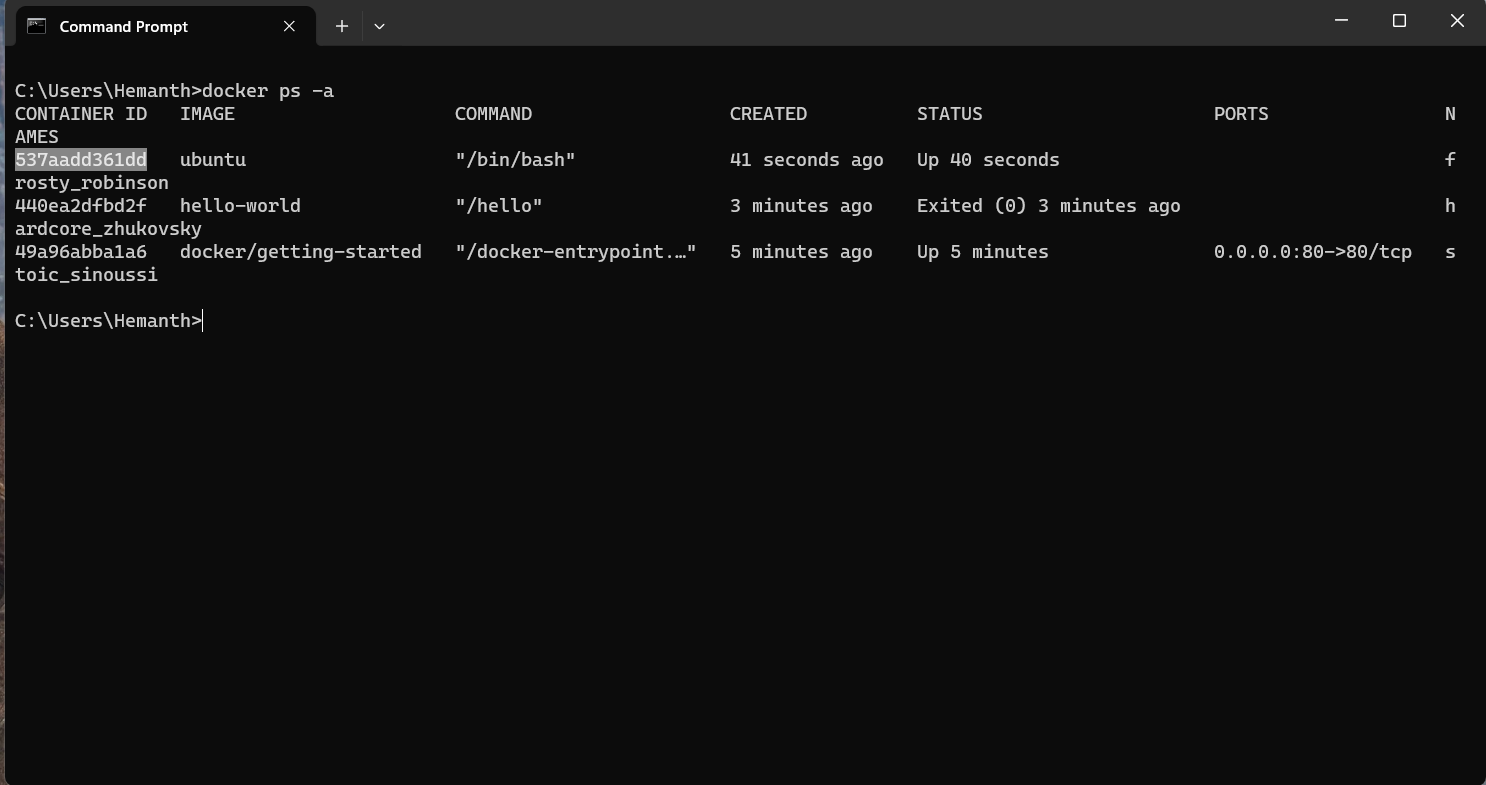 Command Prompt
C:\Users\Hemanth>docker ps -a
CONTAINER ID   IMAGE                    COMMAND                  CREATED          STATUS                     PORTS                N
AMES
537aadd361dd   ubuntu                   "/bin/bash"              41 seconds ago   Up 40 seconds                                   f
rosty_robinson
440ea2dfbd2f   hello-world              "/hello"                 3 minutes ago    Exited (0) 3 minutes ago                        h
ardcore_zhukovsky
49a96abba1a6   docker/getting-started   "/docker-entrypoint.…"   5 minutes ago    Up 5 minutes               0.0.0.0:80->80/tcp   s
toic_sinoussi
C:\Users\Hemanth>